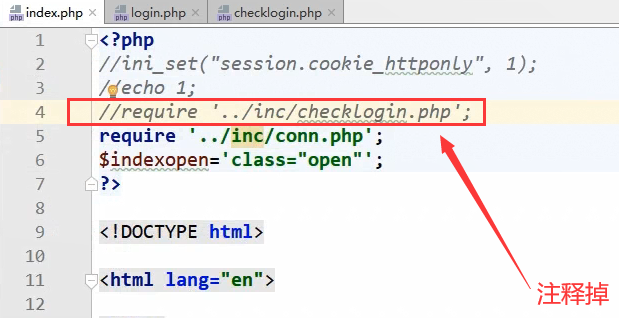 index.php login.php checklogin.php
1 <?php
2 //ini_set("session.cookie_httponly", 1);
3 //echo 1;
4 //require '../inc/checklogin.php';
5 require '../inc/conn.php';
6 $indexopen='class="open"';
7 ?>
8
9 <!DOCTYPE html>
10
11 <html lang="en">
12
注释掉